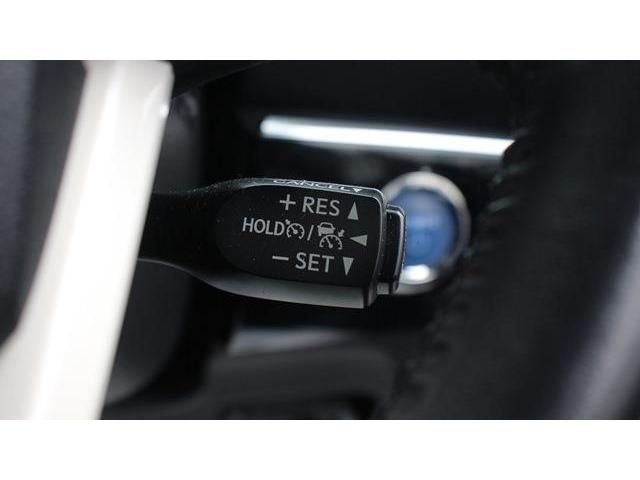 CANCEL
+ RES ▲
HOLD / ◀
− SET ▼